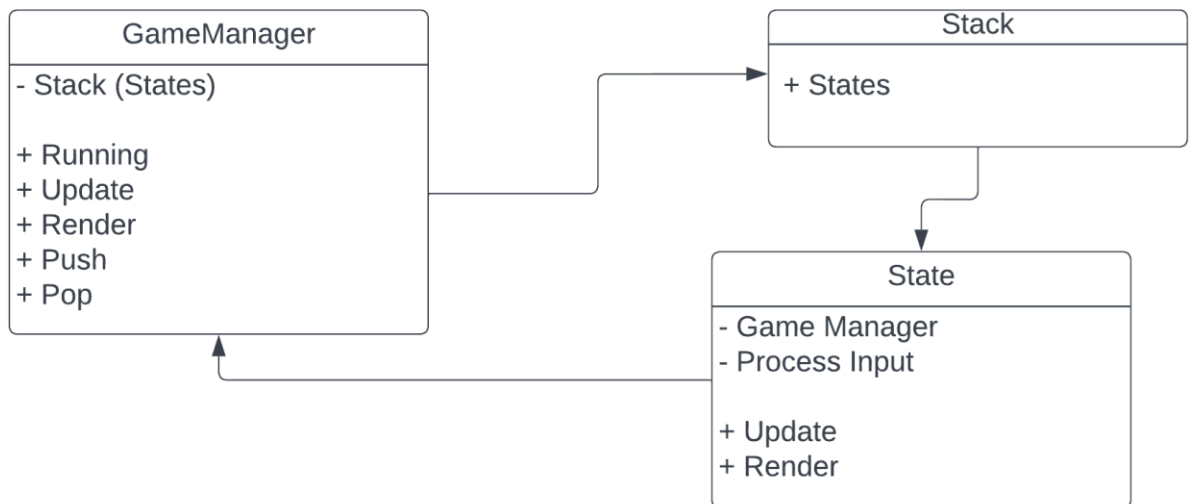 GameManager
- Stack (States)
+ Running
+ Update
+ Render
+ Push
+ Pop
Stack
+ States
State
- Game Manager
- Process Input
+ Update
+ Render